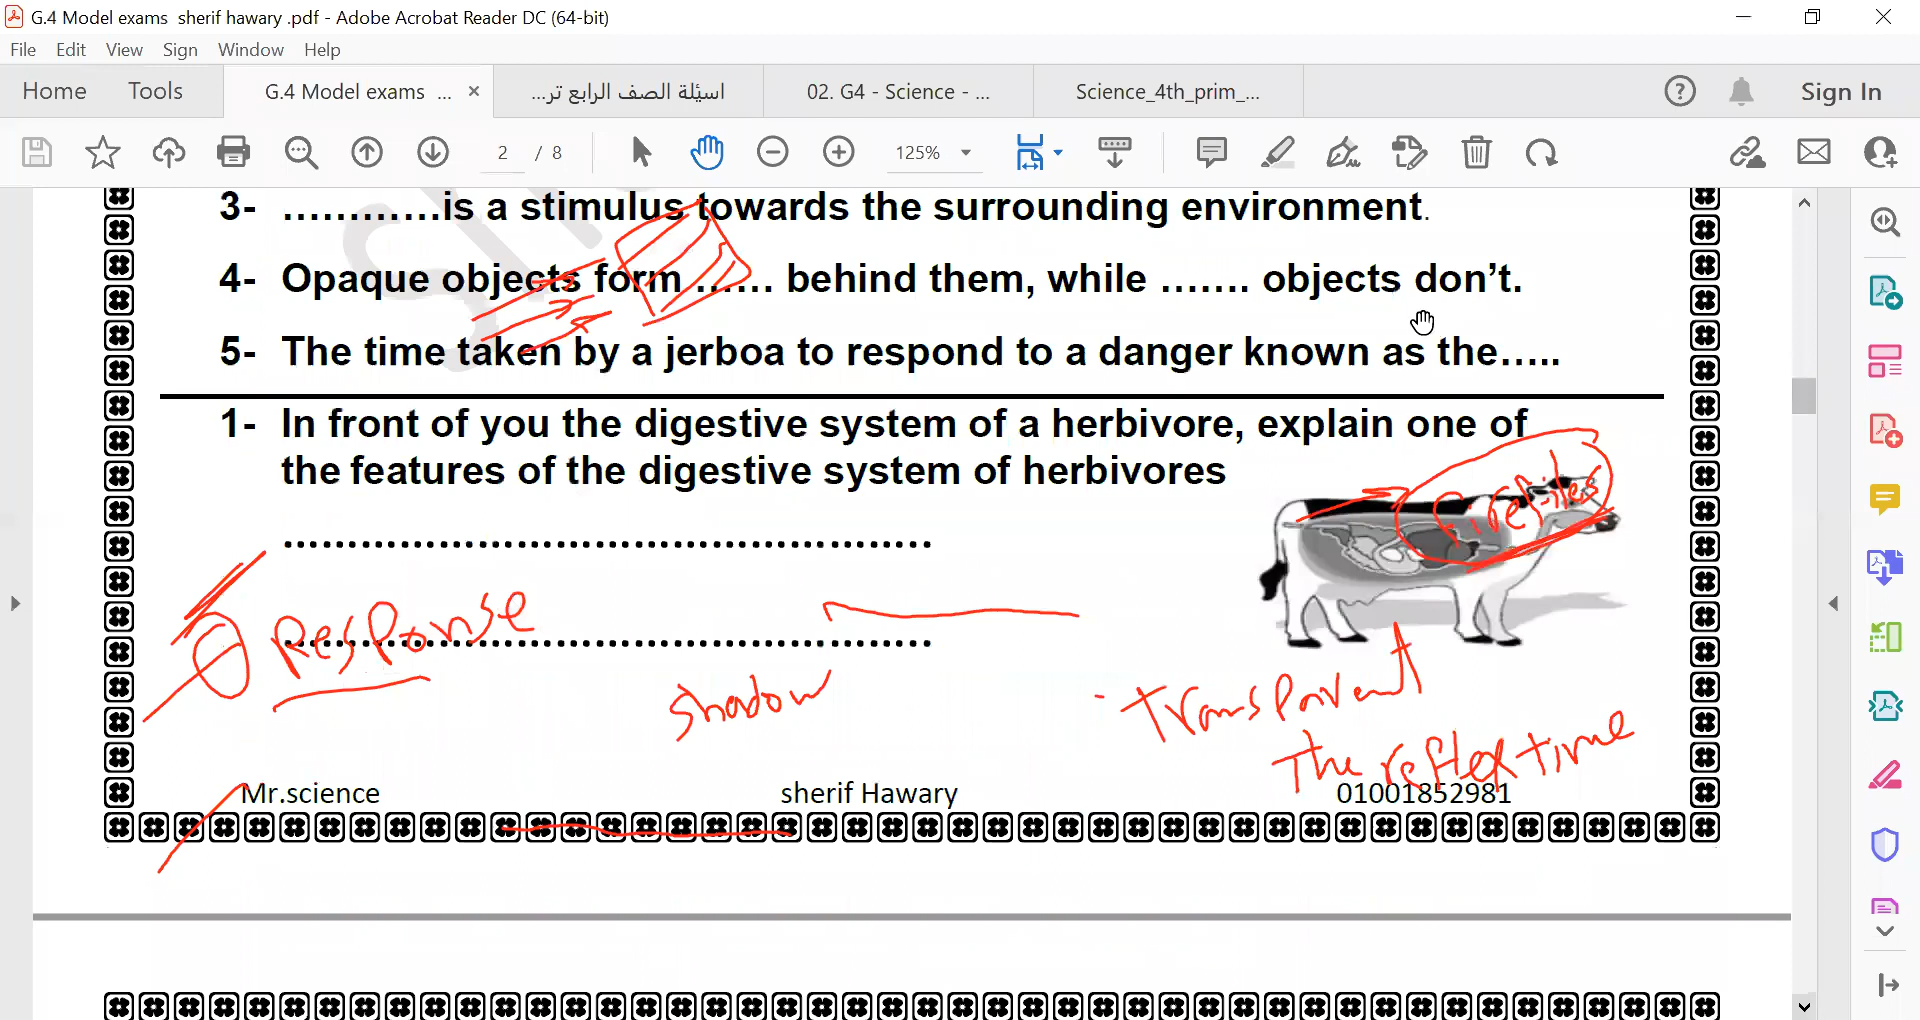 G.4 Model exams  sherif hawary .pdf - Adobe Acrobat Reader DC (64-bit)
File Edit View Sign Window Help
Home Tools G.4 Model exams ... × اسئلة الصف الرابع تر... 02. G4 - Science - ... Science_4th_prim_... Sign In
2 / 8 125%
3- ............is a stimulus towards the surrounding environment.
4- Opaque objects form ...... behind them, while ....... objects don't.
5- The time taken by a jerboa to respond to a danger known as the.....
1- In front of you the digestive system of a herbivore, explain one of
the features of the digestive system of herbivores
Fireflies
Response
shadow
Transparent
The reflex time
Mr.science sherif Hawary 01001852981